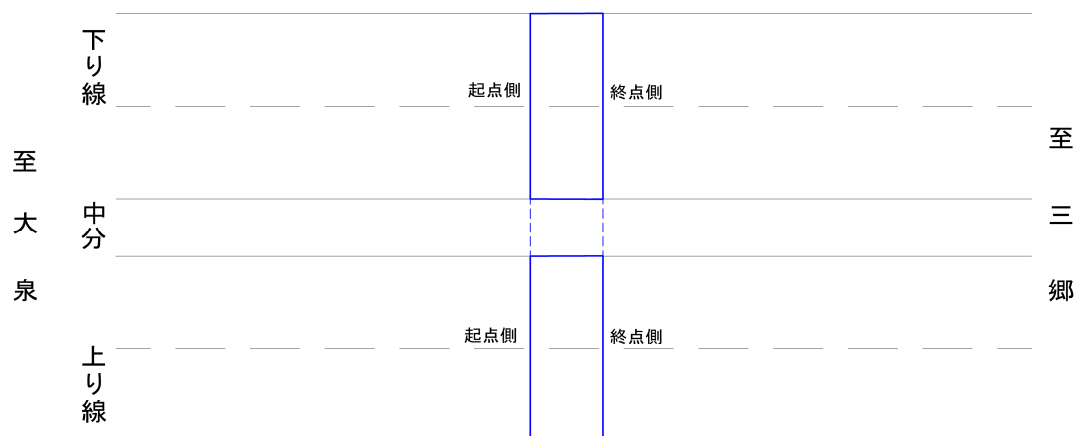 下り線
起点側
終点側
至大泉
中分
至三郷
起点側
終点側
上り線